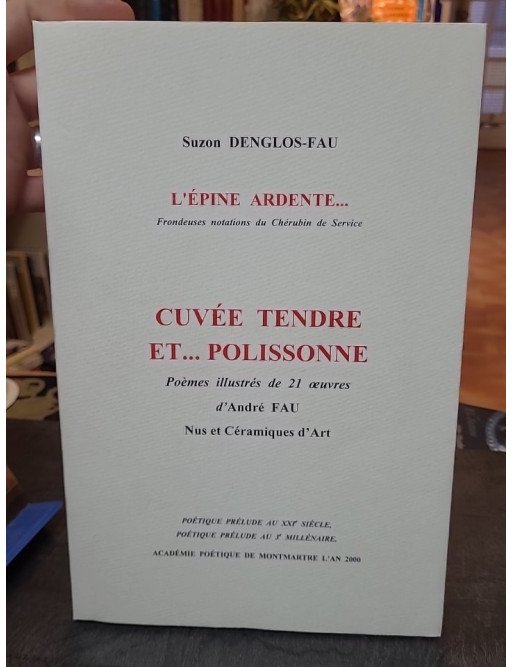 Suzon DENGLOS-FAU
L'ÉPINE ARDENTE...
Frondeuses notations du Chérubin de Service
CUVÉE TENDRE
ET... POLISSONNE
Poèmes illustrés de 21 œuvres
d'André FAU
Nus et Céramiques d'Art
POÉTIQUE PRÉLUDE AU XXIᵉ SIÈCLE,
POÉTIQUE PRÉLUDE AU 3ᵉ MILLÉNAIRE.
ACADÉMIE POÉTIQUE DE MONTMARTRE L'AN 2000